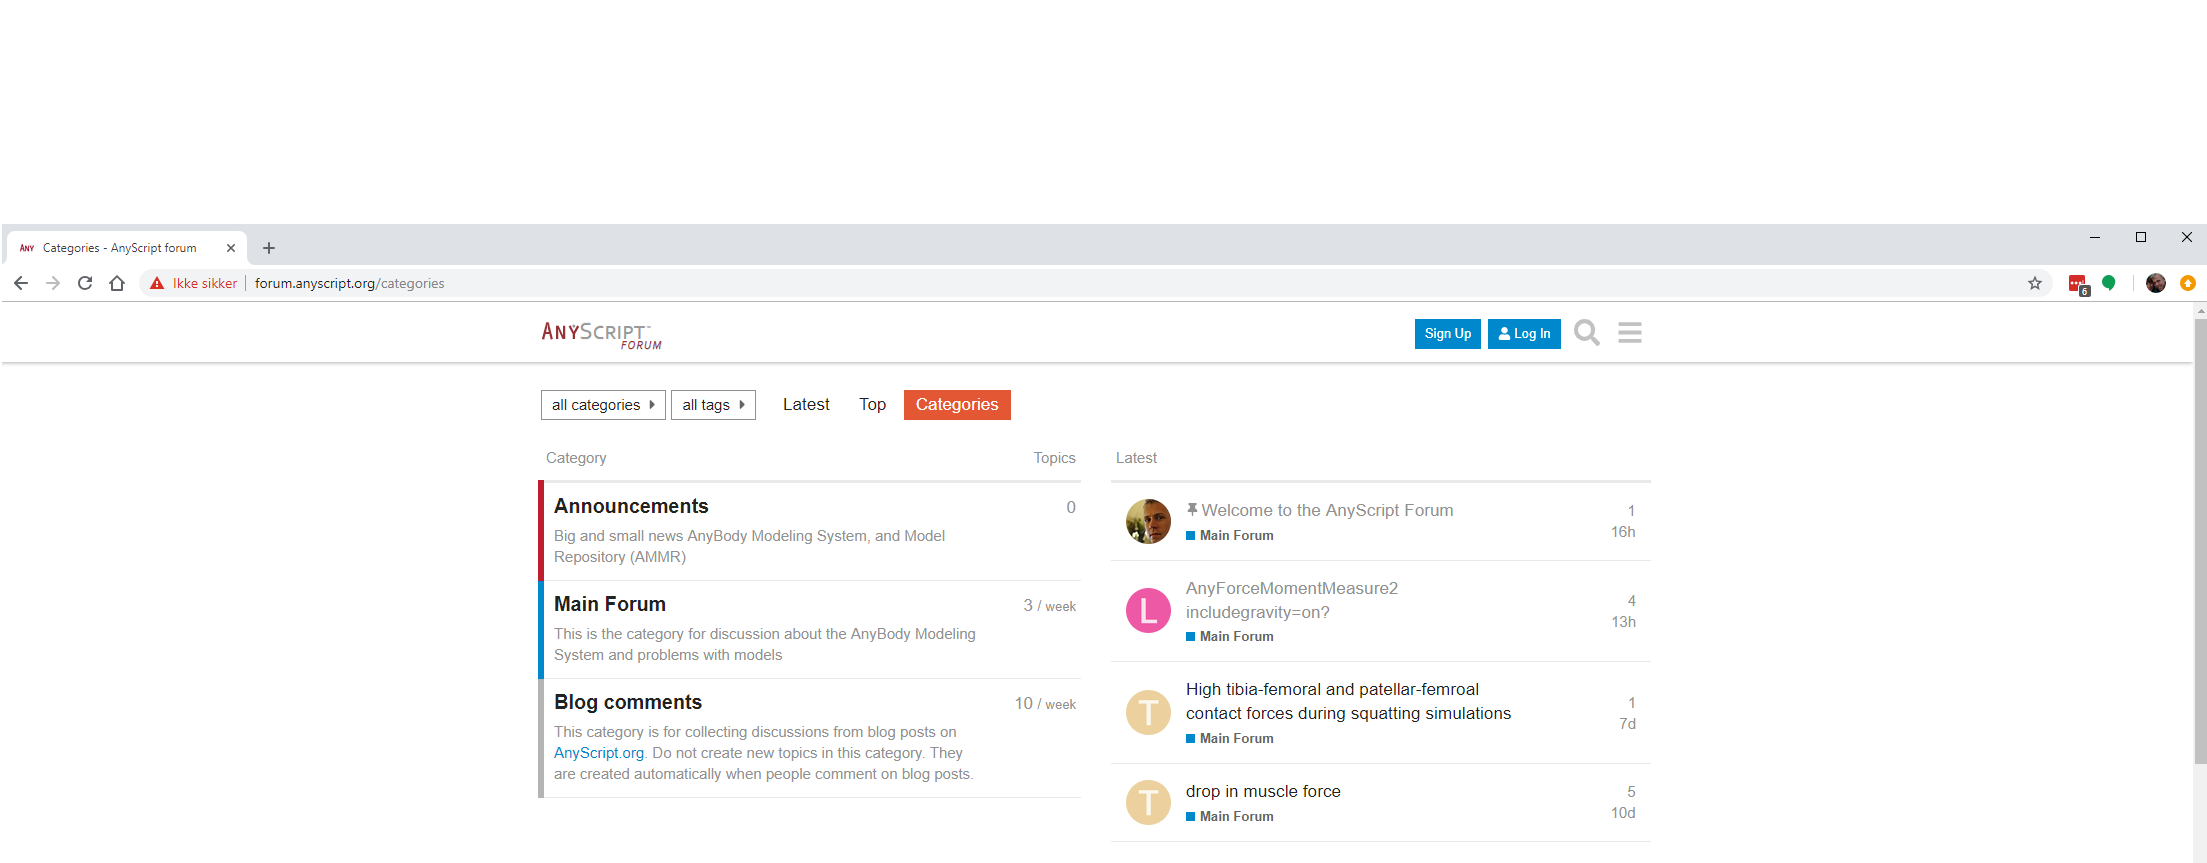 ANY Categories - AnyScript forum
Ikke sikker forum.anyscript.org/categories
6
ANYSCRIPT™
FORUM
Sign Up Log In
all categories all tags Latest Top Categories
Category Topics
Announcements 0
Big and small news AnyBody Modeling System, and Model
Repository (AMMR)
Main Forum 3 / week
This is the category for discussion about the AnyBody Modeling
System and problems with models
Blog comments 10 / week
This category is for collecting discussions from blog posts on
AnyScript.org. Do not create new topics in this category. They
are created automatically when people comment on blog posts.
Latest
Welcome to the AnyScript Forum 1
Main Forum 16h
L
AnyForceMomentMeasure2
includegravity=on? 4
Main Forum 13h
T
High tibia-femoral and patellar-femroal
contact forces during squatting simulations 1
Main Forum 7d
T
drop in muscle force 5
Main Forum 10d